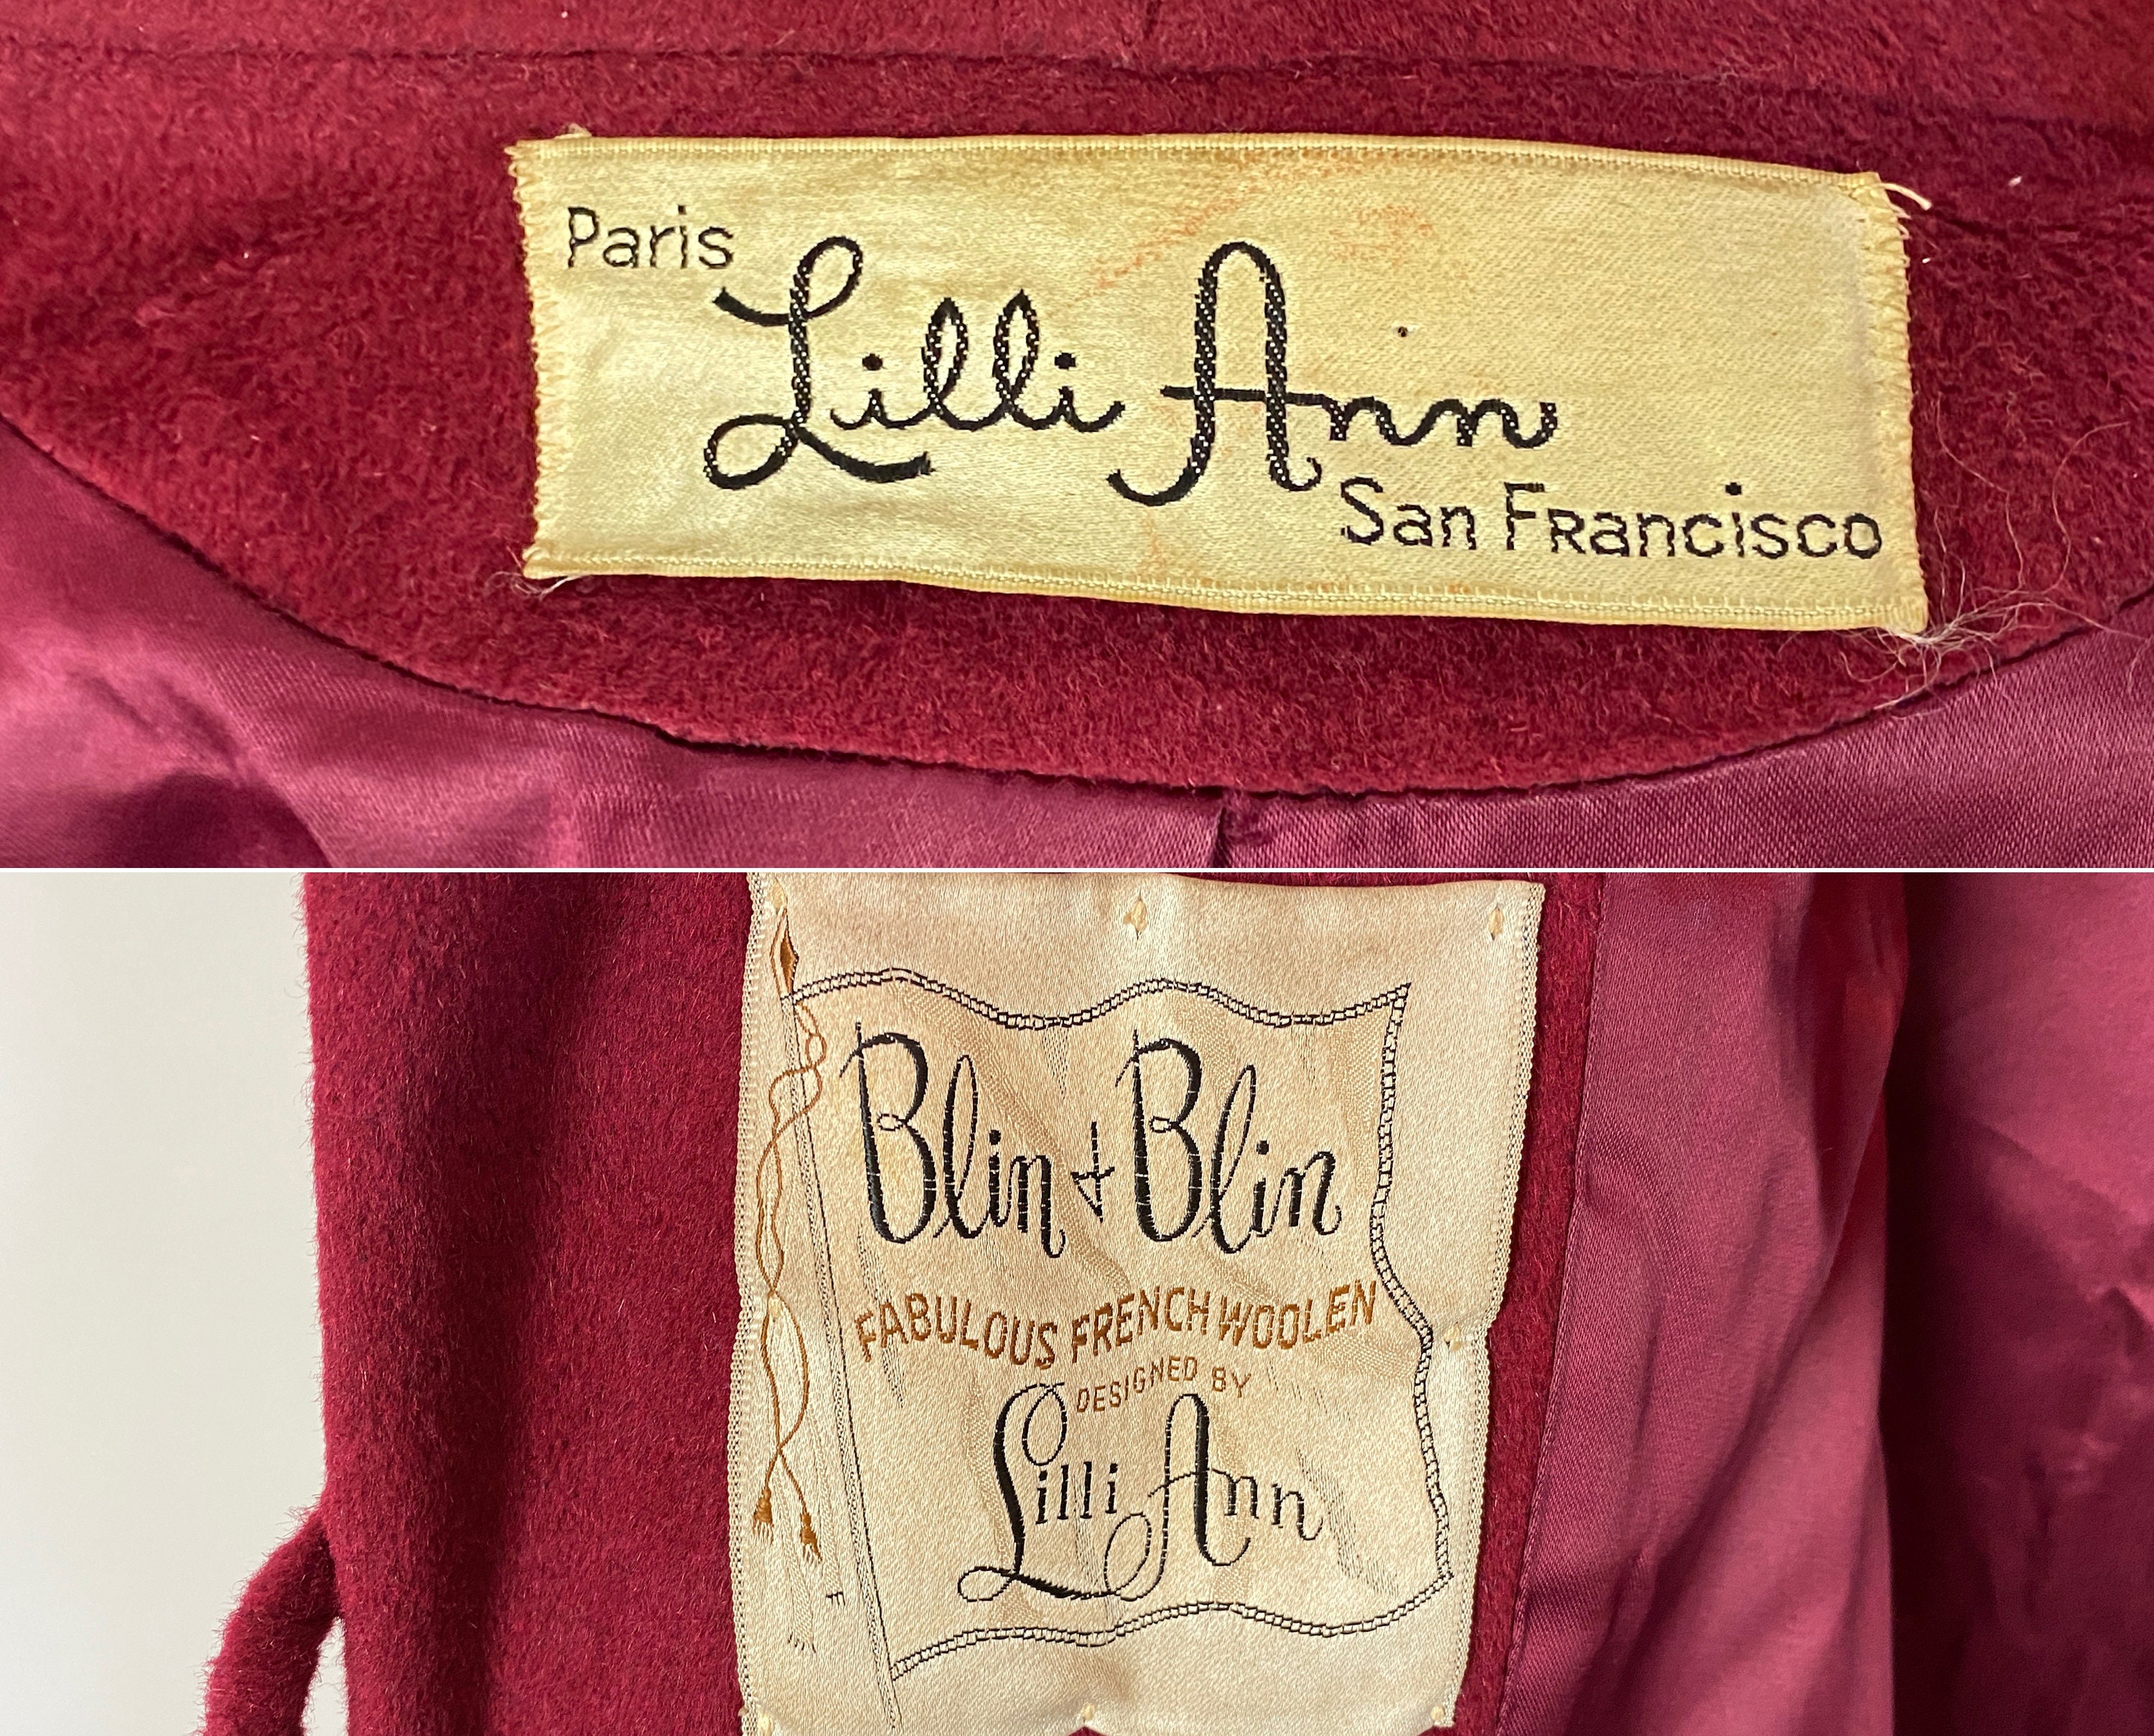 Paris
Lilli Ann
San Francisco
Blin + Blin
FABULOUS FRENCH WOOLEN
DESIGNED BY
Lilli Ann